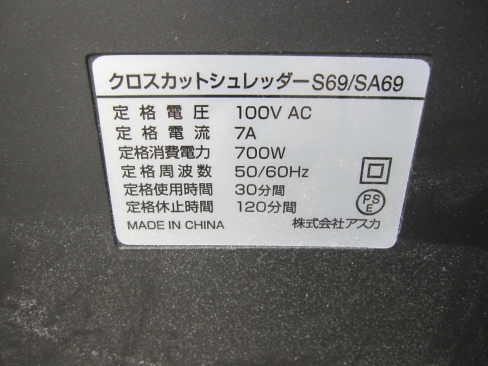 クロスカットシュレッダーS69/SA69
定格電圧 100V AC
定格電流 7A
定格消費電力 700W
定格周波数 50/60Hz
定格使用時間 30分間
定格休止時間 120分間
PSE
MADE IN CHINA 株式会社アスカ